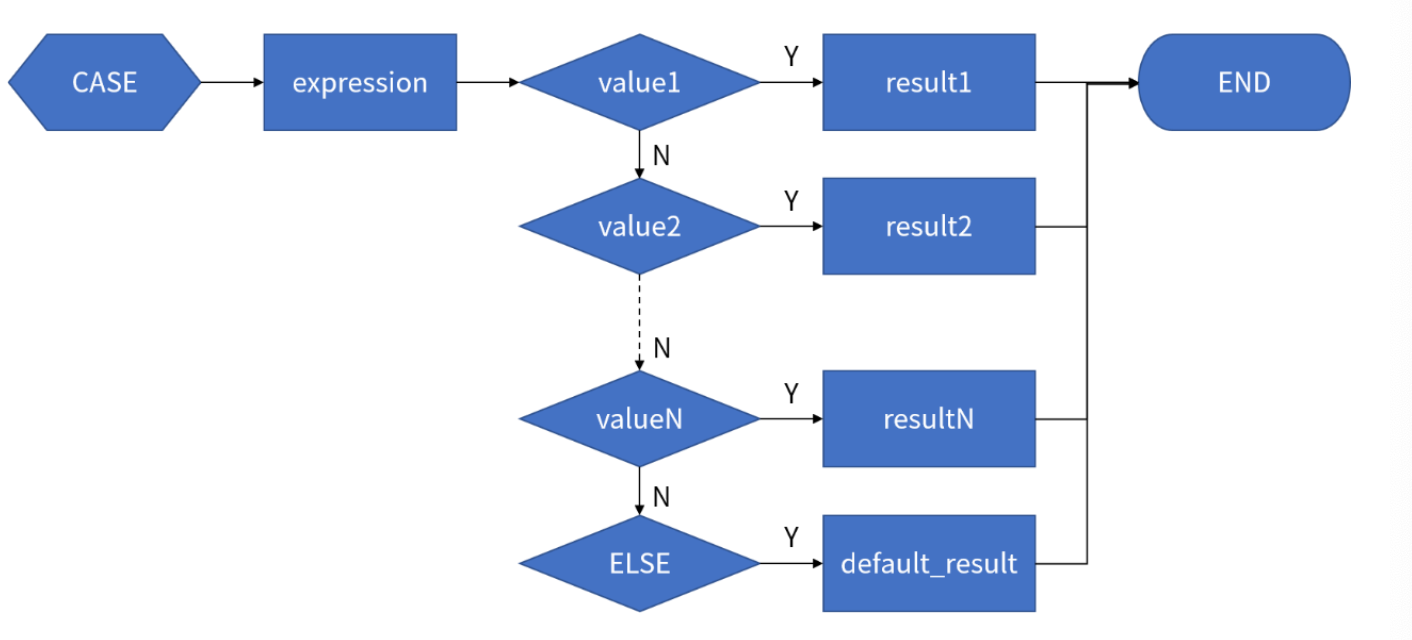 CASE
expression
value1
Y
result1
END
N
value2
Y
result2
N
valueN
Y
resultN
N
ELSE
Y
default_result